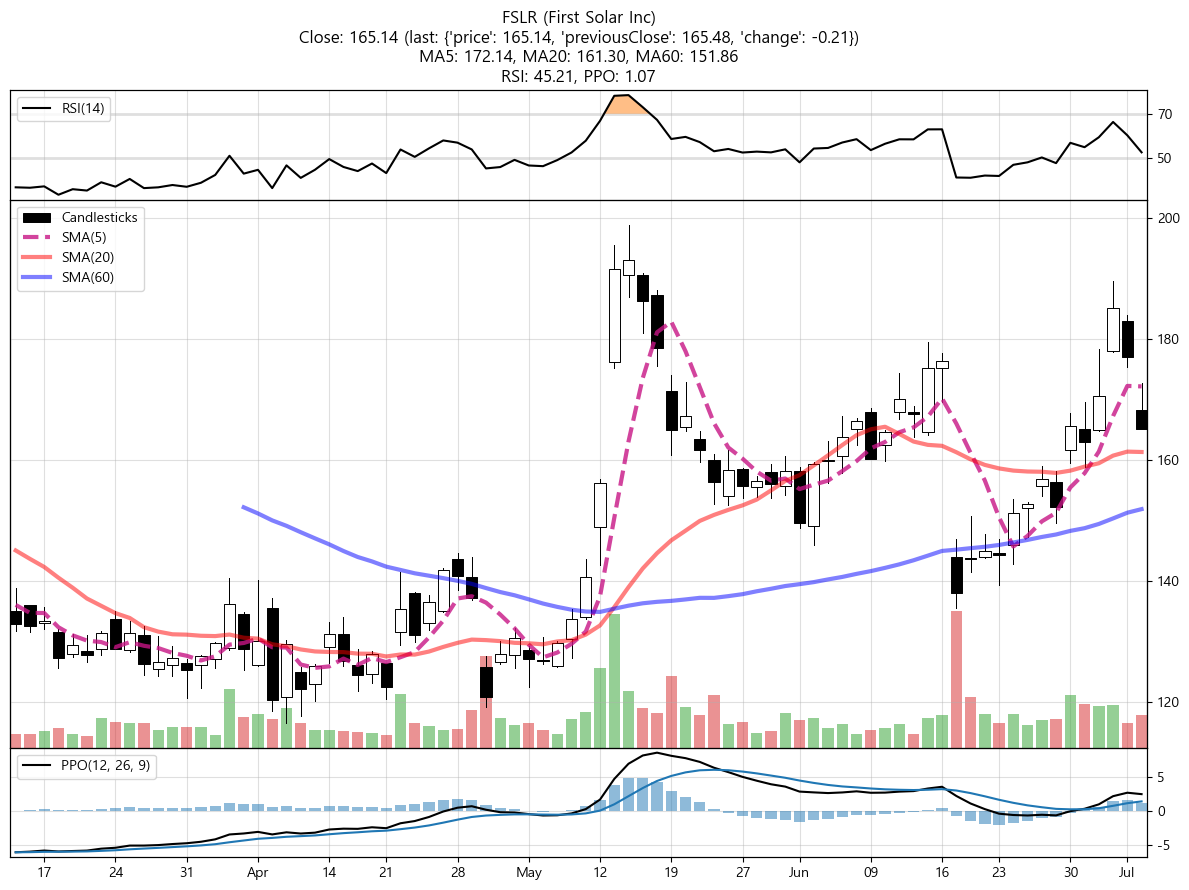 FSLR (First Solar Inc)
Close: 165.14 (last: {'price': 165.14, 'previousClose': 165.48, 'change': -0.21})
MA5: 172.14, MA20: 161.30, MA60: 151.86
RSI: 45.21, PPO: 1.07
RSI(14)
70
50
Candlesticks
SMA(5)
SMA(20)
SMA(60)
200
180
160
140
120
PPO(12, 26, 9)
5
0
-5
17 24 31 Apr 14 21 28 May 12 19 27 Jun 09 16 23 30 Jul